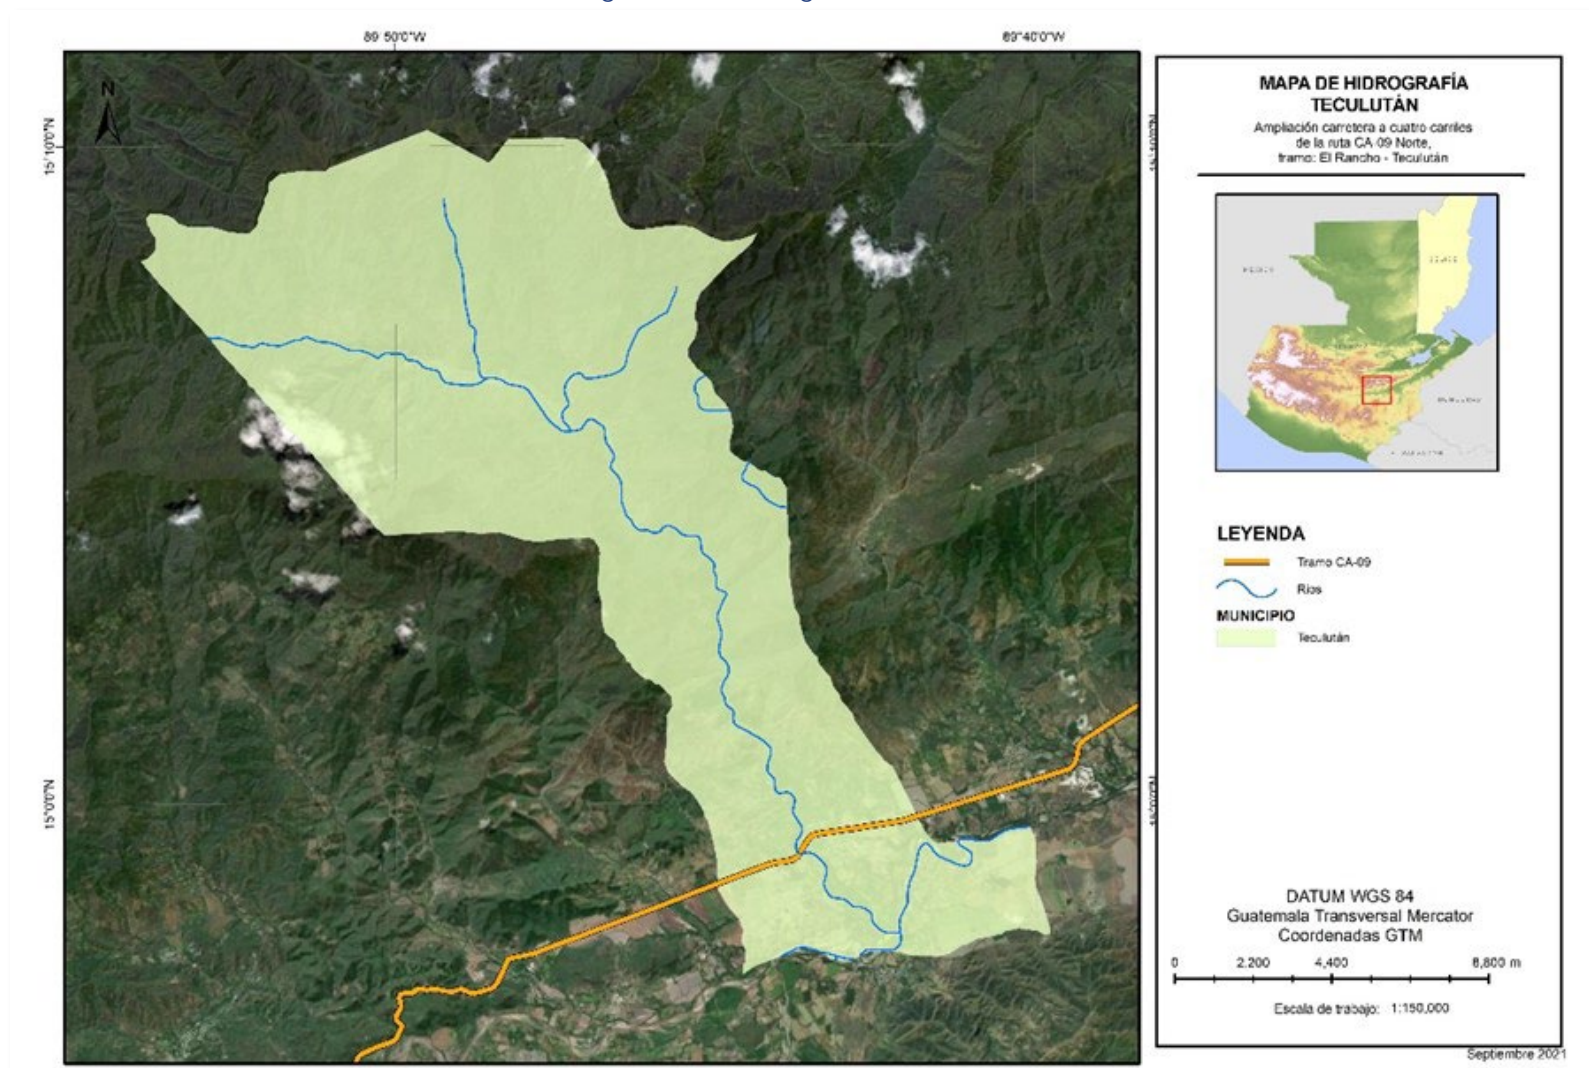 89°50'0"W
89°40'0"W
N
15°10'0"N
15°0'0"N
MAPA DE HIDROGRAFÍA
TECULUTÁN
Ampliación carretera a cuatro carriles
de la ruta CA-09 Norte,
tramo: El Rancho - Teculután
LEYENDA
Tramo CA-09
Ríos
MUNICIPIO
Teculután
DATUM WGS 84
Guatemala Transversal Mercator
Coordenadas GTM
0 2,200 4,400 8,800 m
Escala de trabajo: 1:150,000
Septiembre 2021